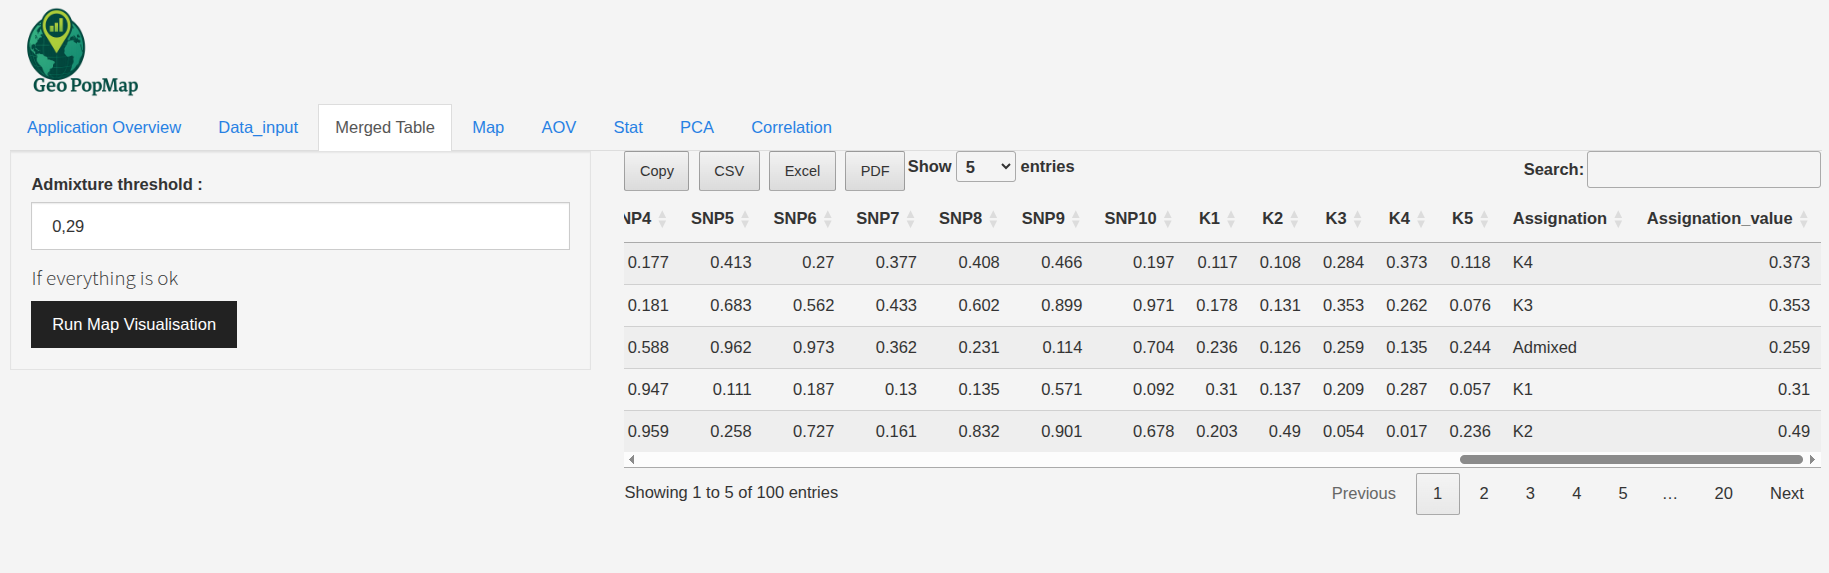 Geo PopMap
Application Overview Data_input Merged Table Map AOV Stat PCA Correlation
Admixture threshold :
0,29
If everything is ok
Run Map Visualisation
Copy CSV Excel PDF Show 5 entries Search:
NP4 SNP5 SNP6 SNP7 SNP8 SNP9 SNP10 K1 K2 K3 K4 K5 Assignation Assignation_value
0.177 0.413 0.27 0.377 0.408 0.466 0.197 0.117 0.108 0.284 0.373 0.118 K4 0.373
0.181 0.683 0.562 0.433 0.602 0.899 0.971 0.178 0.131 0.353 0.262 0.076 K3 0.353
0.588 0.962 0.973 0.362 0.231 0.114 0.704 0.236 0.126 0.259 0.135 0.244 Admixed 0.259
0.947 0.111 0.187 0.13 0.135 0.571 0.092 0.31 0.137 0.209 0.287 0.057 K1 0.31
0.959 0.258 0.727 0.161 0.832 0.901 0.678 0.203 0.49 0.054 0.017 0.236 K2 0.49
Showing 1 to 5 of 100 entries
Previous 1 2 3 4 5 … 20 Next